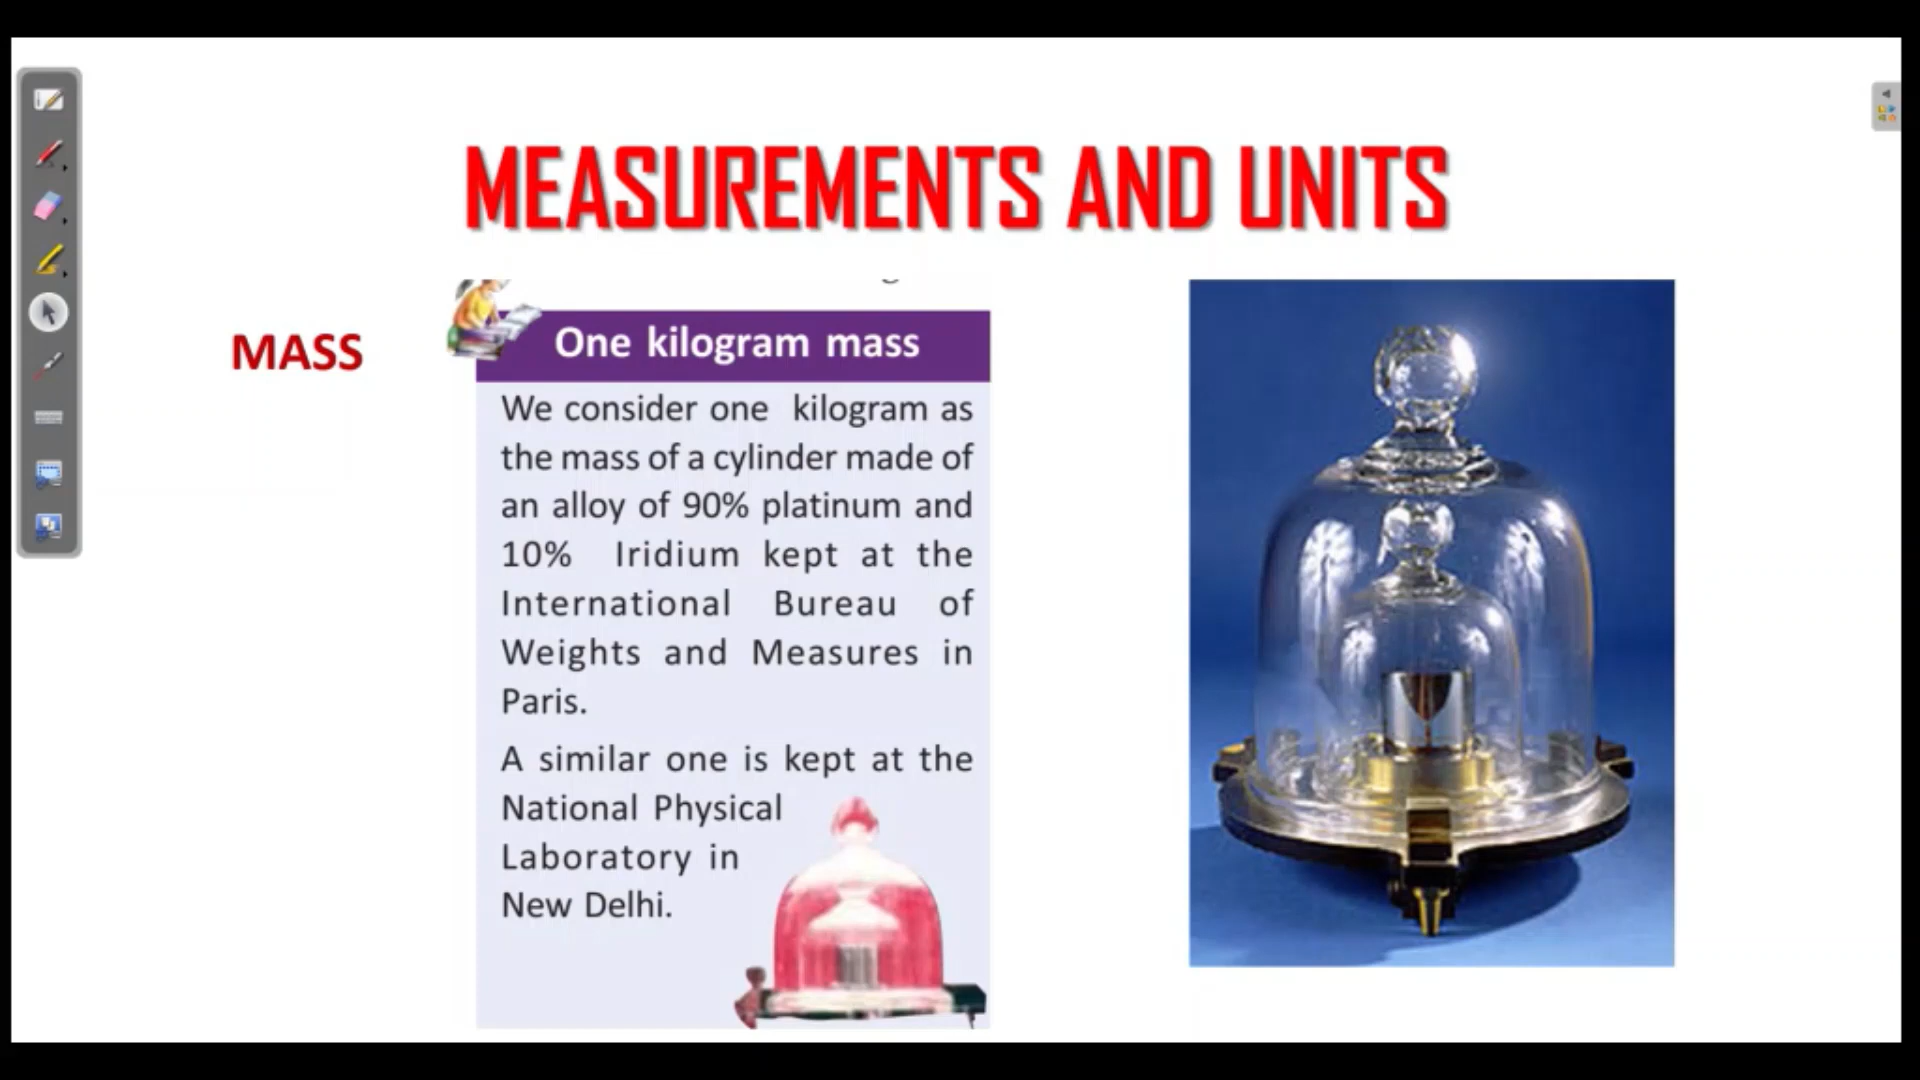 MEASUREMENTS AND UNITS
MASS
One kilogram mass
We consider one kilogram as
the mass of a cylinder made of
an alloy of 90% platinum and
10% Iridium kept at the
International Bureau of
Weights and Measures in
Paris.
A similar one is kept at the
National Physical
Laboratory in
New Delhi.